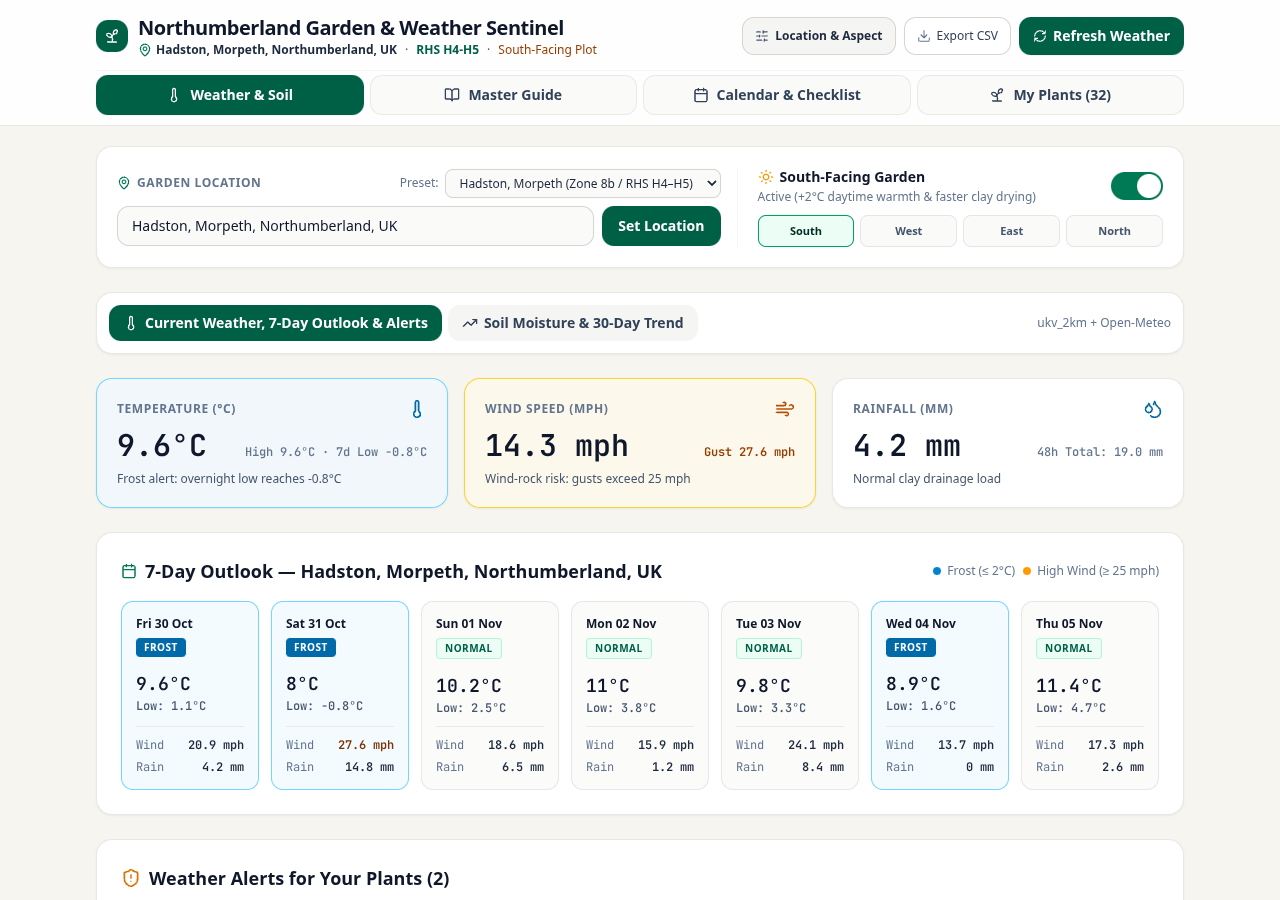 Northumberland Garden & Weather Sentinel
Hadston, Morpeth, Northumberland, UK · RHS H4-H5 · South-Facing Plot
Location & Aspect
Export CSV
Refresh Weather
Weather & Soil
Master Guide
Calendar & Checklist
My Plants (32)
GARDEN LOCATION
Preset: Hadston, Morpeth (Zone 8b / RHS H4–H5)
Hadston, Morpeth, Northumberland, UK
Set Location
South-Facing Garden
Active (+2°C daytime warmth & faster clay drying)
South
West
East
North
Current Weather, 7-Day Outlook & Alerts
Soil Moisture & 30-Day Trend
ukv_2km + Open-Meteo
TEMPERATURE (°C)
9.6°C
High 9.6°C · 7d Low -0.8°C
Frost alert: overnight low reaches -0.8°C
WIND SPEED (MPH)
14.3 mph
Gust 27.6 mph
Wind-rock risk: gusts exceed 25 mph
RAINFALL (MM)
4.2 mm
48h Total: 19.0 mm
Normal clay drainage load
7-Day Outlook — Hadston, Morpeth, Northumberland, UK
Frost (≤ 2°C)
High Wind (≥ 25 mph)
Fri 30 Oct
FROST
9.6°C
Low: 1.1°C
Wind 20.9 mph
Rain 4.2 mm
Sat 31 Oct
FROST
8°C
Low: -0.8°C
Wind 27.6 mph
Rain 14.8 mm
Sun 01 Nov
NORMAL
10.2°C
Low: 2.5°C
Wind 18.6 mph
Rain 6.5 mm
Mon 02 Nov
NORMAL
11°C
Low: 3.8°C
Wind 15.9 mph
Rain 1.2 mm
Tue 03 Nov
NORMAL
9.8°C
Low: 3.3°C
Wind 24.1 mph
Rain 8.4 mm
Wed 04 Nov
FROST
8.9°C
Low: 1.6°C
Wind 13.7 mph
Rain 0 mm
Thu 05 Nov
NORMAL
11.4°C
Low: 4.7°C
Wind 17.3 mph
Rain 2.6 mm
Weather Alerts for Your Plants (2)